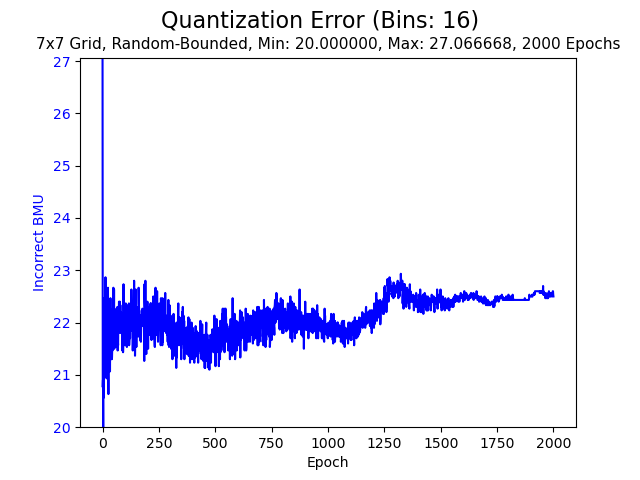 Quantization Error (Bins: 16)
7x7 Grid, Random-Bounded, Min: 20.000000, Max: 27.066668, 2000 Epochs
27
26
25
24
23
22
21
20
Incorrect BMU
0 250 500 750 1000 1250 1500 1750 2000
Epoch